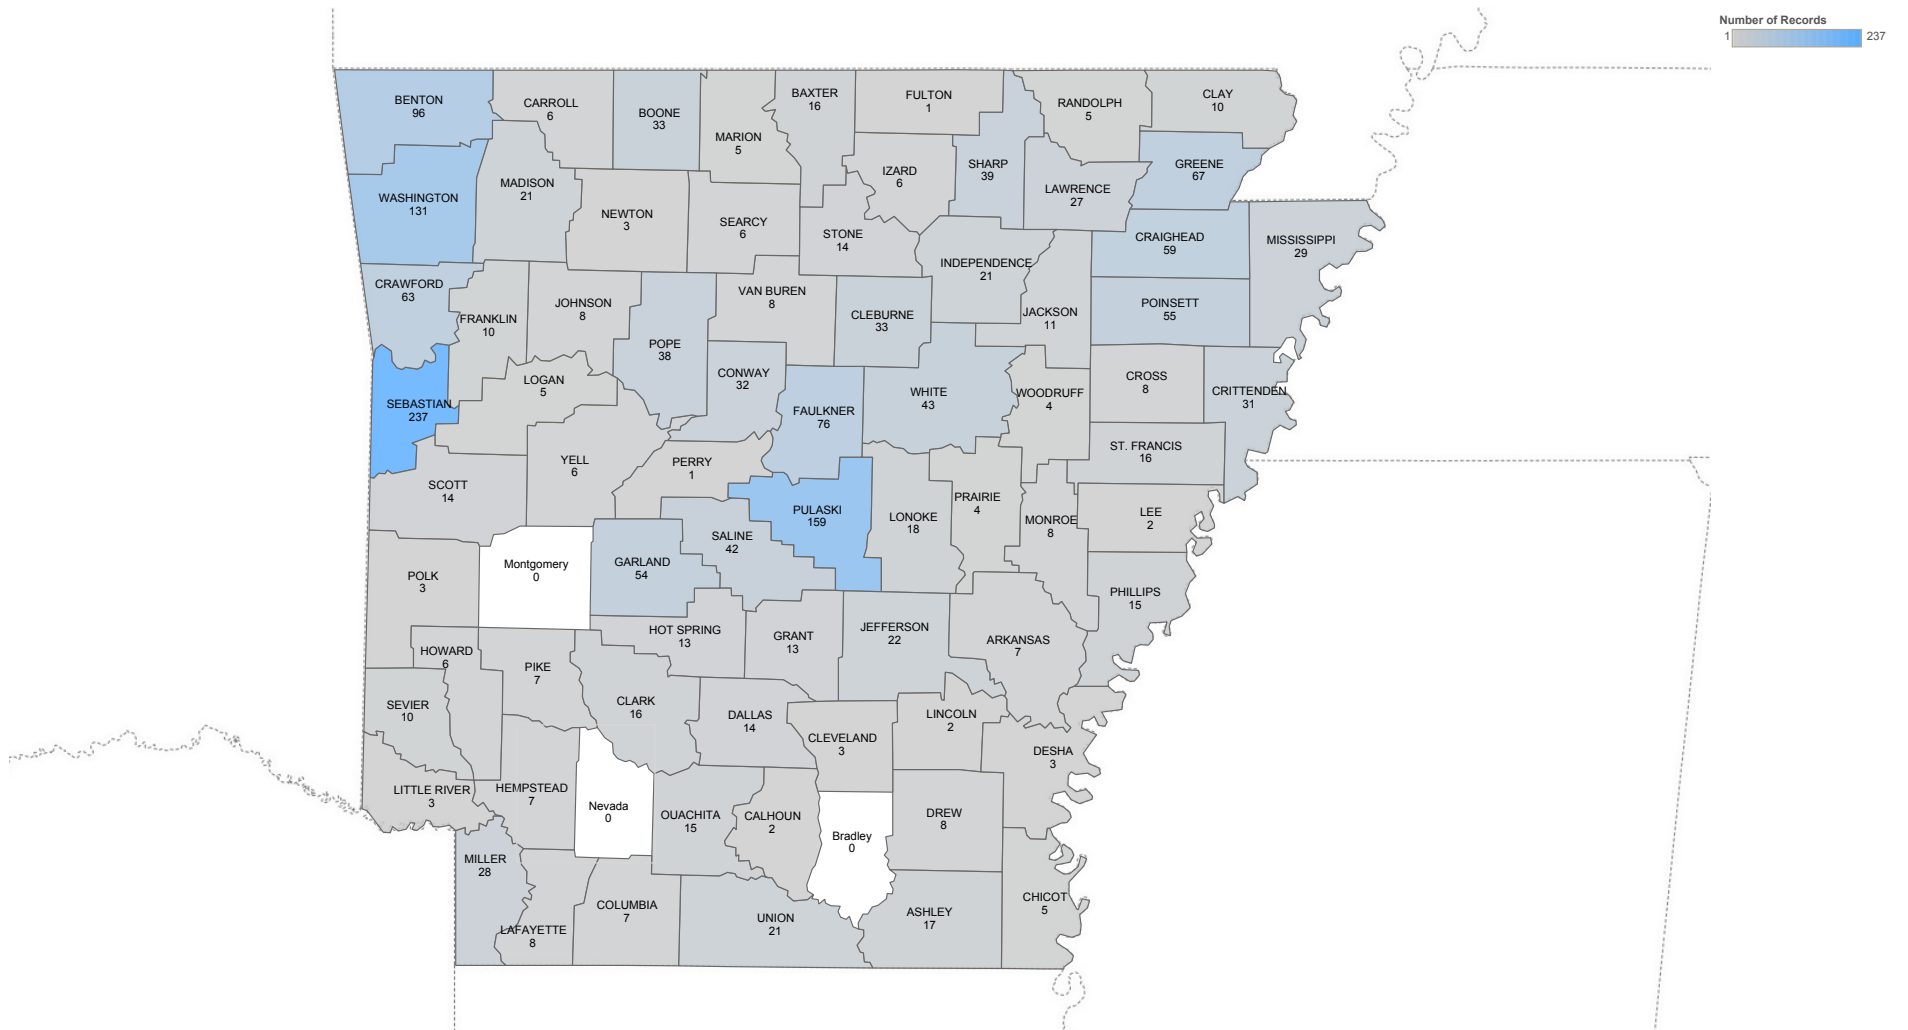 Number of Records
1
237
BENTON
96
CARROLL
6
BOONE
33
MARION
5
BAXTER
16
FULTON
1
RANDOLPH
5
CLAY
10
SHARP
39
GREENE
67
IZARD
6
LAWRENCE
27
WASHINGTON
131
MADISON
21
NEWTON
3
SEARCY
6
STONE
14
INDEPENDENCE
21
CRAIGHEAD
59
MISSISSIPPI
29
CRAWFORD
63
FRANKLIN
10
JOHNSON
8
POPE
38
VAN BUREN
8
CLEBURNE
33
JACKSON
11
POINSETT
55
SEBASTIAN
237
LOGAN
5
CONWAY
32
FAULKNER
76
WHITE
43
WOODRUFF
4
CROSS
8
CRITTENDEN
31
SCOTT
14
YELL
6
PERRY
1
ST. FRANCIS
16
PULASKI
159
LONOKE
18
PRAIRIE
4
MONROE
8
LEE
2
SALINE
42
GARLAND
54
Montgomery
0
POLK
3
PHILLIPS
15
HOT SPRING
13
GRANT
13
JEFFERSON
22
ARKANSAS
7
HOWARD
6
PIKE
7
CLARK
16
SEVIER
10
DALLAS
14
CLEVELAND
3
LINCOLN
2
DESHA
3
LITTLE RIVER
3
HEMPSTEAD
7
Nevada
0
OUACHITA
15
CALHOUN
2
Bradley
0
DREW
8
MILLER
28
LAFAYETTE
8
COLUMBIA
7
UNION
21
ASHLEY
17
CHICOT
5